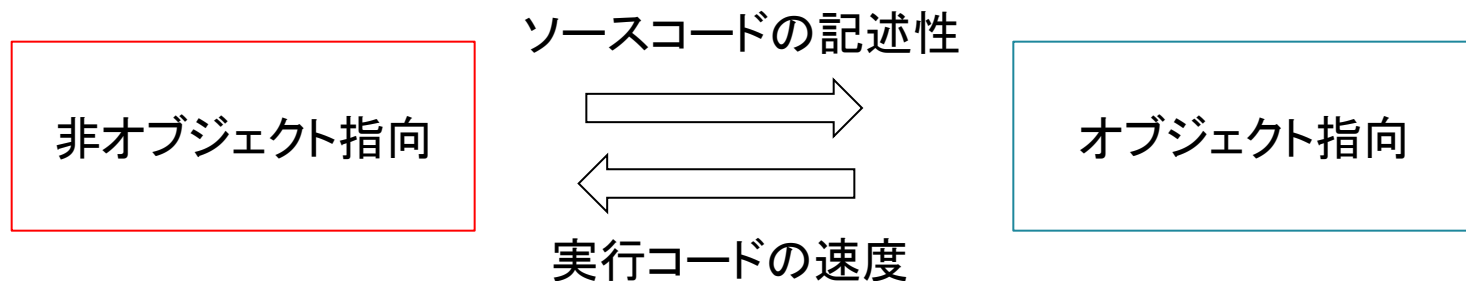 ソースコードの記述性
非オブジェクト指向
オブジェクト指向
実行コードの速度